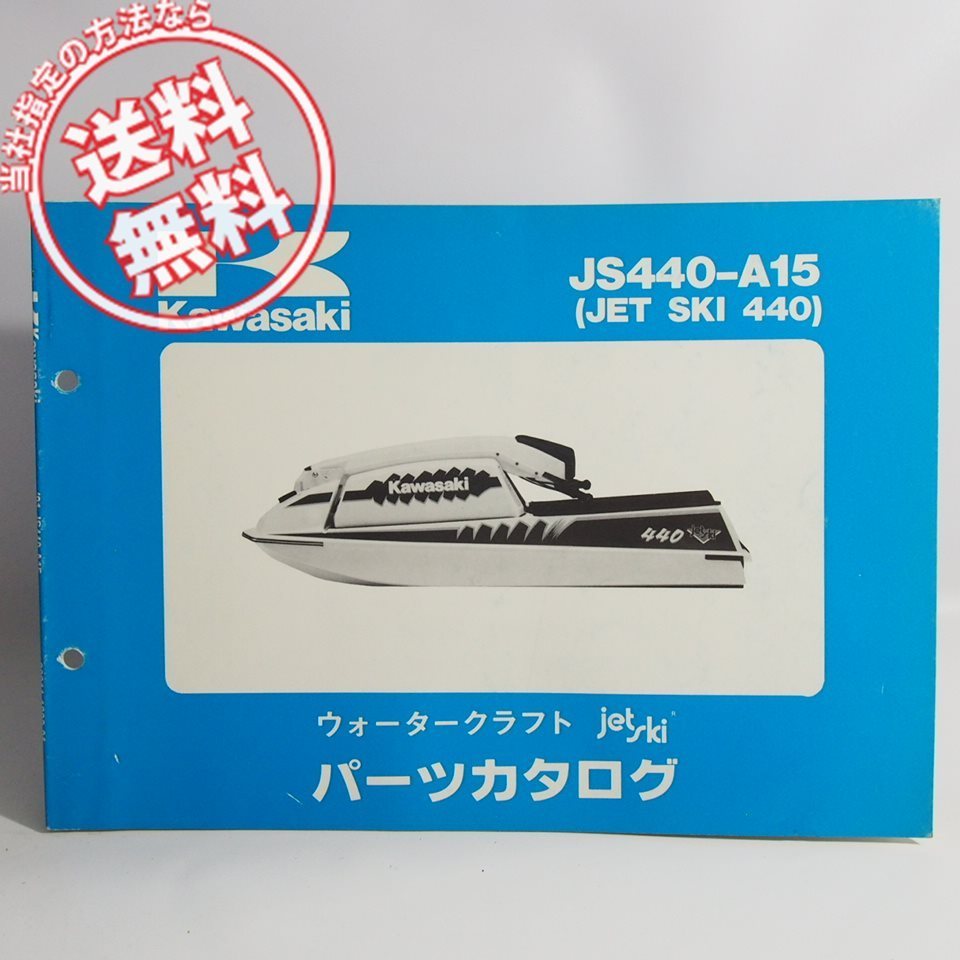 当社指定の方法なら
送料
無料
Kawasaki
JS440-A15
(JET SKI 440)
Kawasaki
440 Jet Ski
ウォータークラフト jet ski R
パーツカタログ